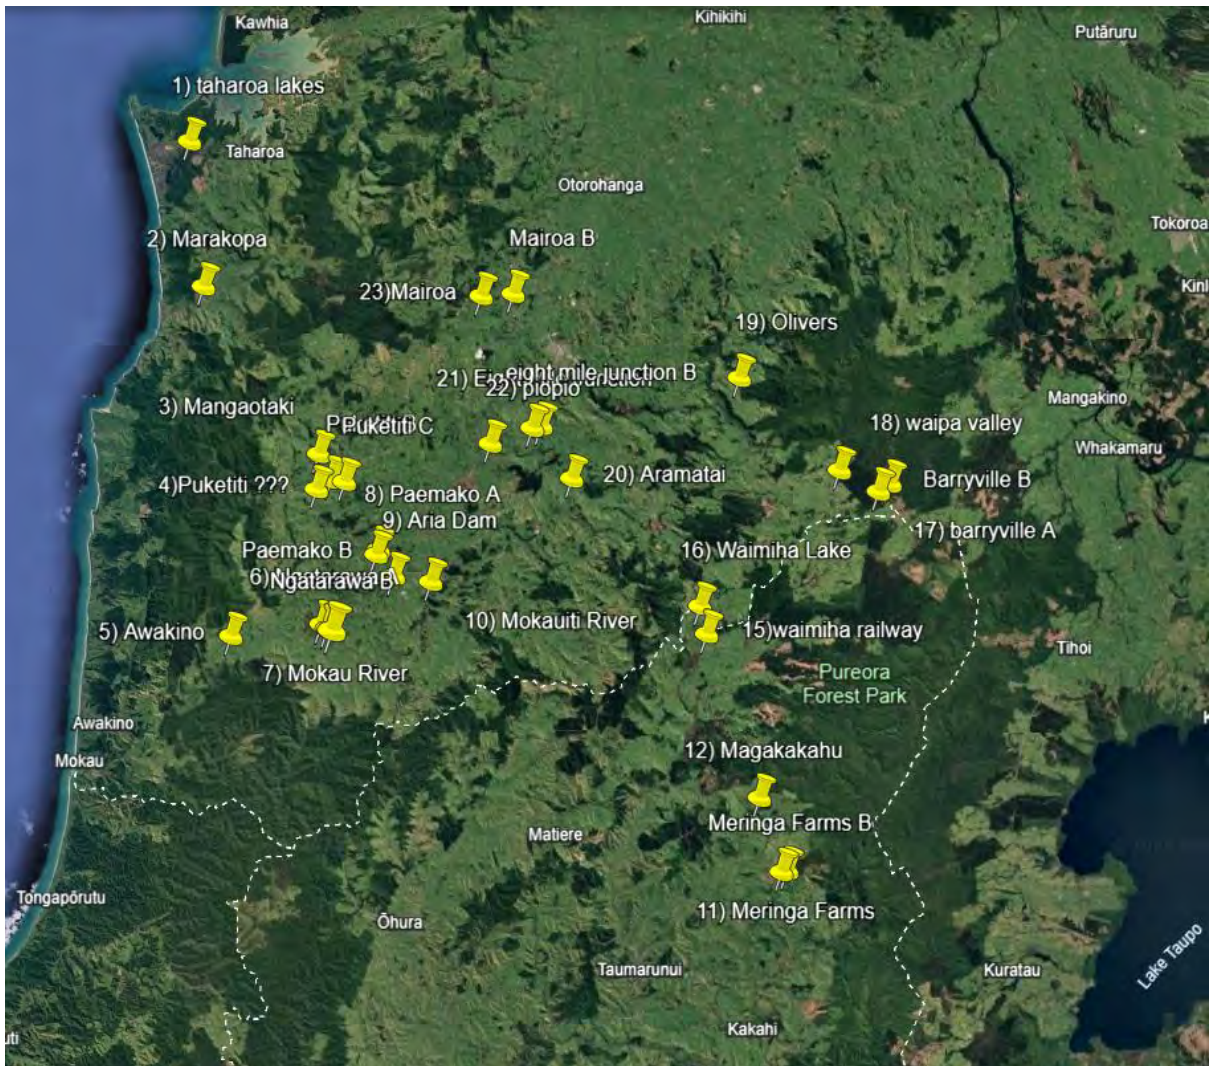 Kawhia
Kihikihi
Putāruru
1) taharoa lakes
Taharoa
Otorohanga
Tokoroa
2) Marakopa
Mairoa B
23)Mairoa
19) Olivers
eight mile junction B
22) piopio
Mangakino
3) Mangaotaki
Puketiti C
18) waipa valley
Whakamaru
4)Puketiti ???
8) Paemako A
20) Aramatai
Barryville B
9) Aria Dam
17) barryville A
Paemako B
16) Waimiha Lake
Ngatarawa B
5) Awakino
10) Mokauiti River
15)waimiha railway
Tihoi
7) Mokau River
Pureora
Forest Park
Awakino
Mokau
12) Magakakahu
Meringa Farms B
Matiere
Tongapōrutu
11) Meringa Farms
Ōhura
Taumarunui
Kuratau
Lake Taupo
Kakahi